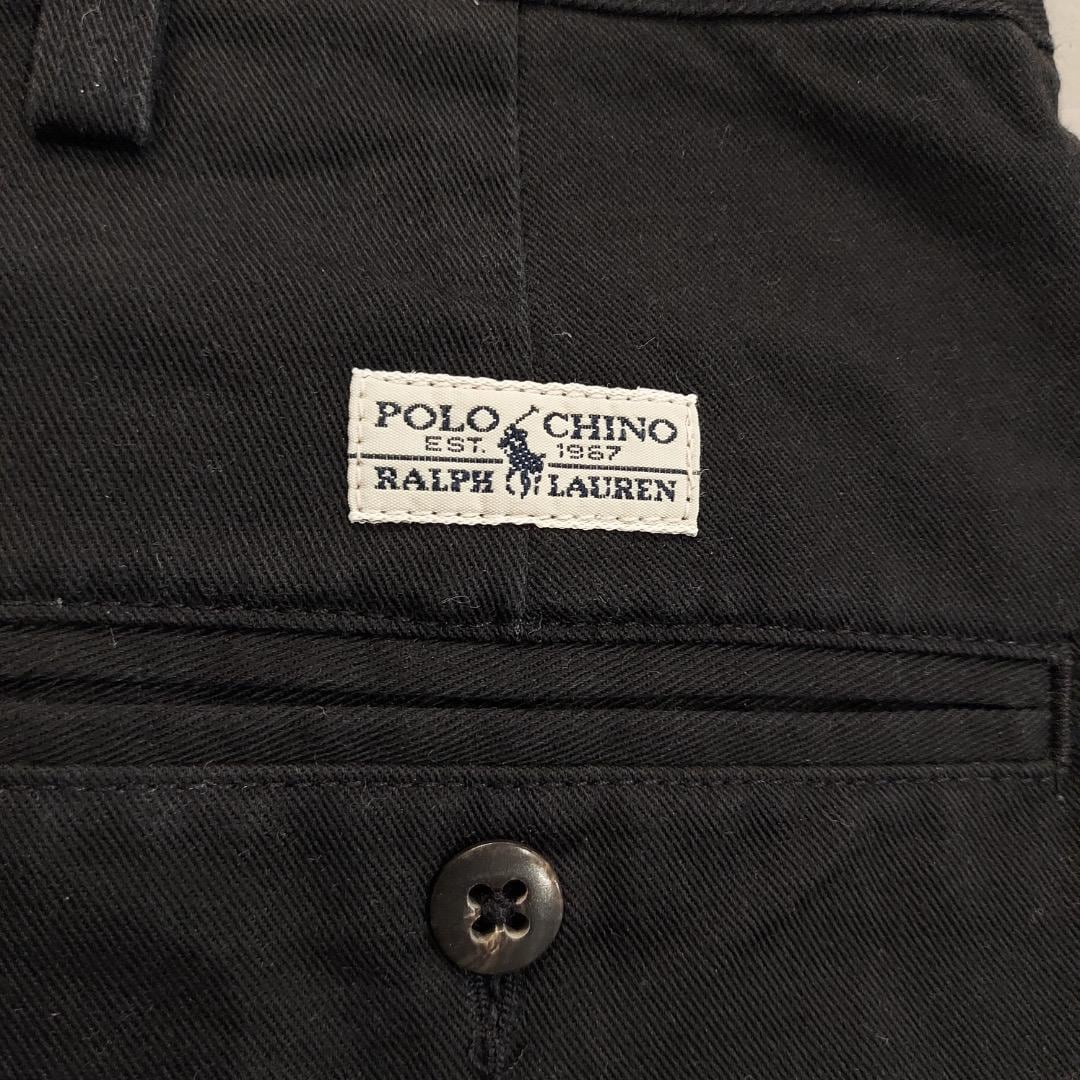 POLO CHINO
EST. 1967
RALPH LAUREN